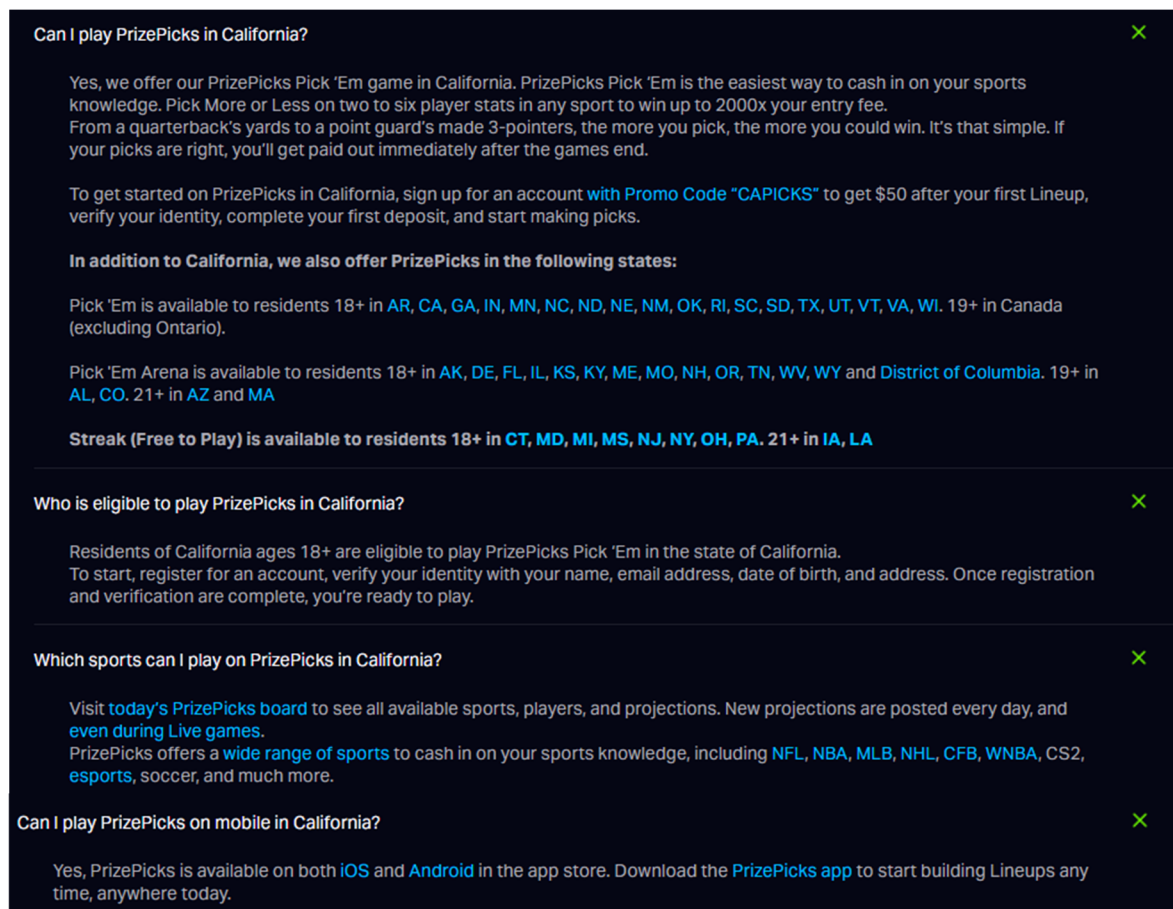 Can I play PrizePicks in California?
Yes, we offer our PrizePicks Pick 'Em game in California. PrizePicks Pick 'Em is the easiest way to cash in on your sports
knowledge. Pick More or Less on two to six player stats in any sport to win up to 2000x your entry fee.
From a quarterback's yards to a point guard's made 3-pointers, the more you pick, the more you could win. It's that simple. If
your picks are right, you'll get paid out immediately after the games end.
To get started on PrizePicks in California, sign up for an account with Promo Code "CAPICKS" to get $50 after your first Lineup,
verify your identity, complete your first deposit, and start making picks.
In addition to California, we also offer PrizePicks in the following states:
Pick 'Em is available to residents 18+ in AR, CA, GA, IN, MN, NC, ND, NE, NM, OK, RI, SC, SD, TX, UT, VT, VA, WI. 19+ in Canada
(excluding Ontario).
Pick 'Em Arena is available to residents 18+ in AK, DE, FL, IL, KS, KY, ME, MO, NH, OR, TN, WV, WY and District of Columbia. 19+ in
AL, CO. 21+ in AZ and MA
Streak (Free to Play) is available to residents 18+ in CT, MD, MI, MS, NJ, NY, OH, PA. 21+ in IA, LA
Who is eligible to play PrizePicks in California?
Residents of California ages 18+ are eligible to play PrizePicks Pick 'Em in the state of California.
To start, register for an account, verify your identity with your name, email address, date of birth, and address. Once registration
and verification are complete, you're ready to play.
Which sports can I play on PrizePicks in California?
Visit today's PrizePicks board to see all available sports, players, and projections. New projections are posted every day, and
even during Live games.
PrizePicks offers a wide range of sports to cash in on your sports knowledge, including NFL, NBA, MLB, NHL, CFB, WNBA, CS2,
esports, soccer, and much more.
Can I play PrizePicks on mobile in California?
Yes, PrizePicks is available on both iOS and Android in the app store. Download the PrizePicks app to start building Lineups any
time, anywhere today.